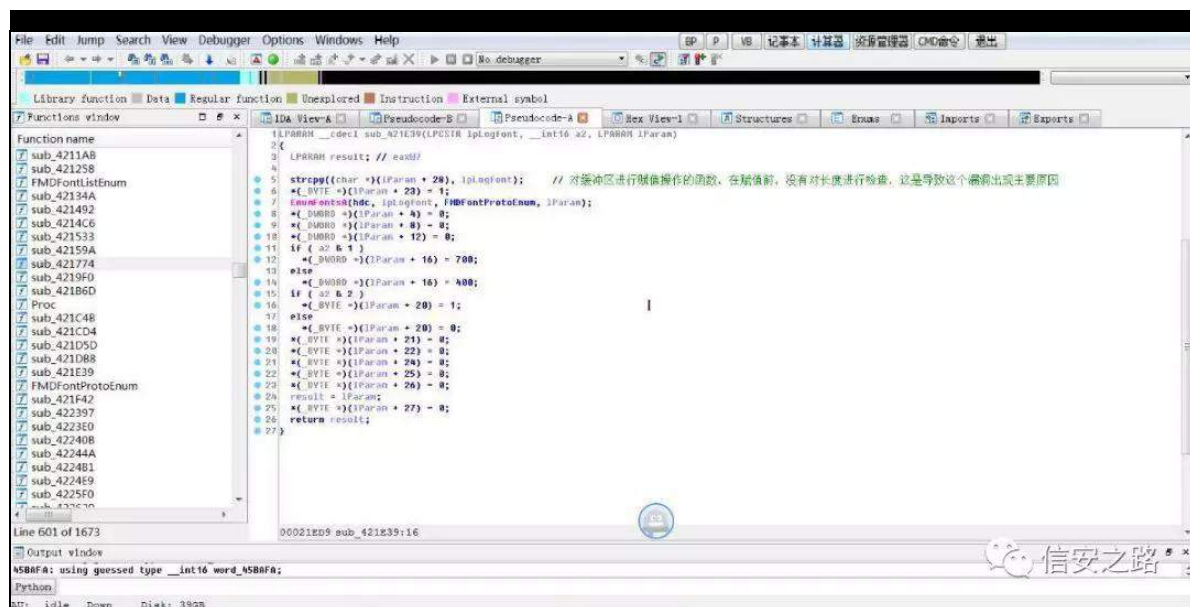 File Edit Jump Search View Debugger Options Windows Help
BP P VB 记事本 计算器 资源管理器 CMD命令 退出
No debugger
Library function Data Regular function Unexplored Instruction External symbol
Functions window
IDA View-A Pseudocode-B Pseudocode-A Hex View-1 Structures Enums Imports Exports
Function name
sub_4211A8
sub_421258
FMDFontListEnum
sub_42134A
sub_421492
sub_4214C6
sub_421533
sub_42159A
sub_421774
sub_4219F0
sub_421B6D
Proc
sub_421C4B
sub_421CD4
sub_421D5D
sub_421DB8
sub_421E39
FMDFontProtoEnum
sub_421F42
sub_422397
sub_4223E0
sub_42240B
sub_42244A
sub_4224B1
sub_4224E9
sub_4225F0
Line 601 of 1673
1 LPARAM __cdecl sub_421E39(LPCSTR lpLogfont, __int16 a2, LPARAM lParam)
2 {
3 LPARAM result; // eax@7
4
5 strcpy((char *)(lParam + 28), lpLogfont); // 对缓冲区进行赋值操作的函数，在赋值前，没有对长度进行检查，这是导致这个漏洞出现主要原因
6 *(_BYTE *)(lParam + 23) = 1;
7 EnumFontsA(hdc, lpLogfont, FMDFontProtoEnum, lParam);
8 *(_DWORD *)(lParam + 4) = 0;
9 *(_DWORD *)(lParam + 8) = 0;
10 *(_DWORD *)(lParam + 12) = 0;
11 if ( a2 & 1 )
12 *(_DWORD *)(lParam + 16) = 700;
13 else
14 *(_DWORD *)(lParam + 16) = 400;
15 if ( a2 & 2 )
16 *(_BYTE *)(lParam + 20) = 1;
17 else
18 *(_BYTE *)(lParam + 20) = 0;
19 *(_BYTE *)(lParam + 21) = 0;
20 *(_BYTE *)(lParam + 22) = 0;
21 *(_BYTE *)(lParam + 24) = 0;
22 *(_BYTE *)(lParam + 25) = 0;
23 *(_BYTE *)(lParam + 26) = 0;
24 result = lParam;
25 *(_BYTE *)(lParam + 27) = 0;
26 return result;
27 }
00021ED9 sub_421E39:16
信安之路
Output window
45BAFA: using guessed type __int16 word_45BAFA;
Python
AU: idle Down Disk: 39GB